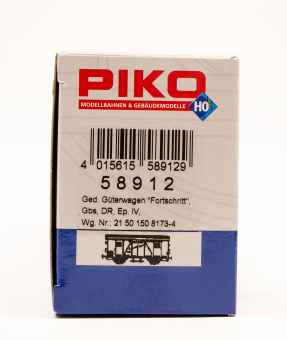 PIKO
MODELLBAHNEN & GEBÄUDEMODELLE
H0
4 015615 589129
58912
Ged. Güterwagen "Fortschritt",
Gbs, DR, Ep. IV,
Wg. Nr.: 21 50 150 8173-4